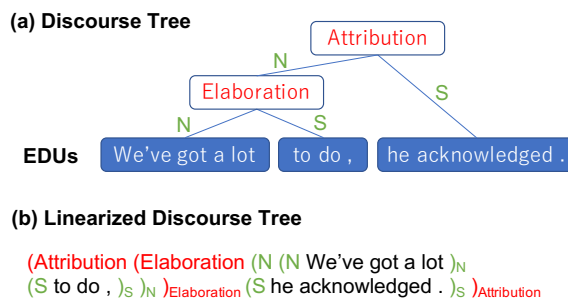 (a) Discourse Tree
Attribution
N
S
Elaboration
N
S
EDUs We've got a lot to do , he acknowledged .
(b) Linearized Discourse Tree
(Attribution (Elaboration (N (N We've got a lot )N
(S to do , )S )N )Elaboration (S he acknowledged . )S )Attribution